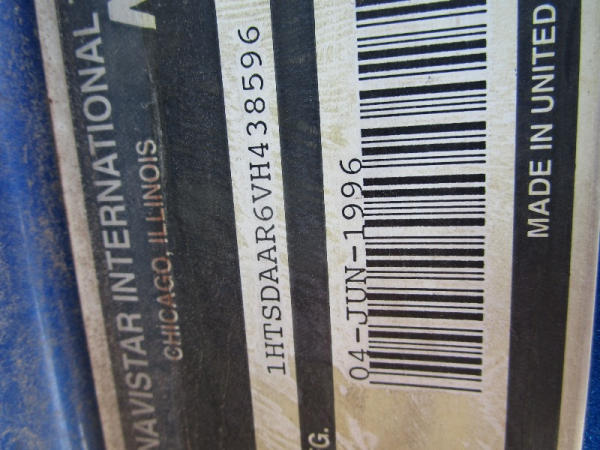 NAVISTAR INTERNATIONAL
CHICAGO, ILLINOIS
1HTSDAAR6VH438596
04-JUN-1996
MADE IN UNITED